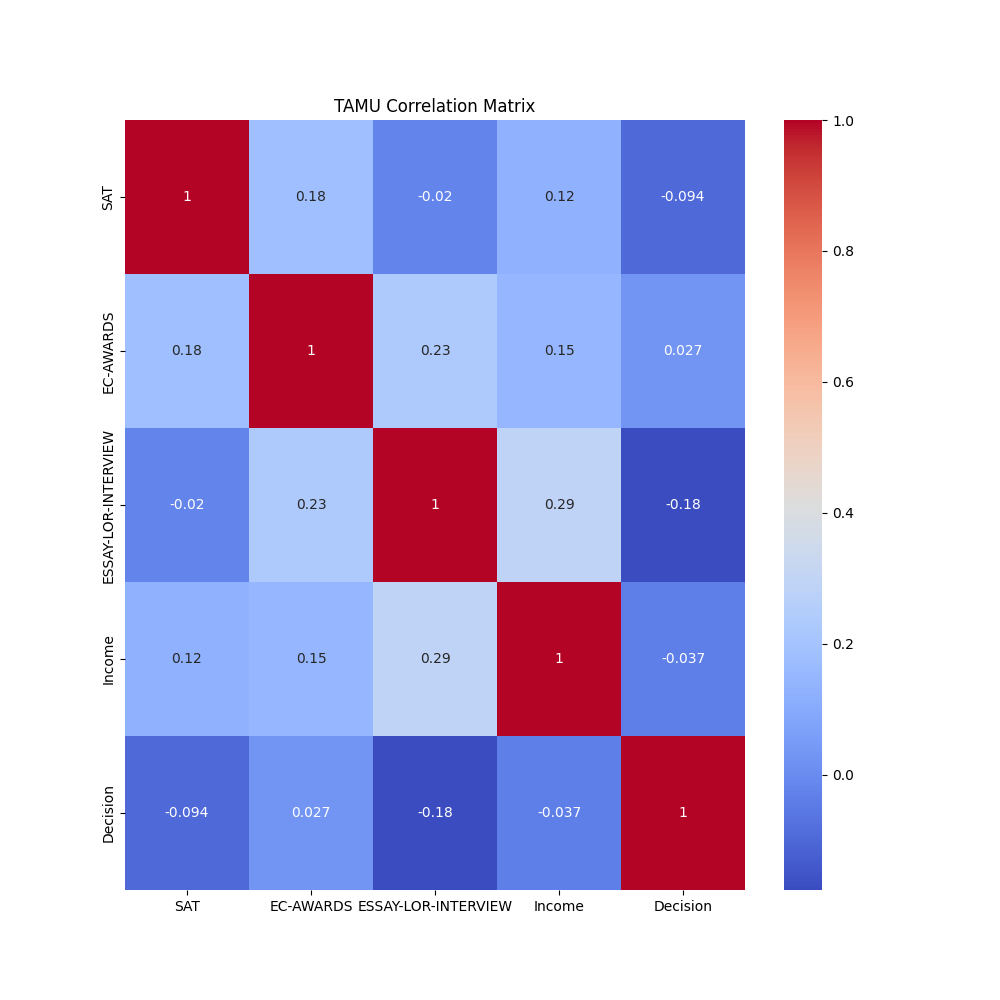 TAMU Correlation Matrix
SAT
1
0.18
-0.02
0.12
-0.094
EC-AWARDS
0.18
1
0.23
0.15
0.027
ESSAY-LOR-INTERVIEW
-0.02
0.23
1
0.29
-0.18
Income
0.12
0.15
0.29
1
-0.037
Decision
-0.094
0.027
-0.18
-0.037
1
SAT
EC-AWARDS
ESSAY-LOR-INTERVIEW
Income
Decision
1.0
0.8
0.6
0.4
0.2
0.0